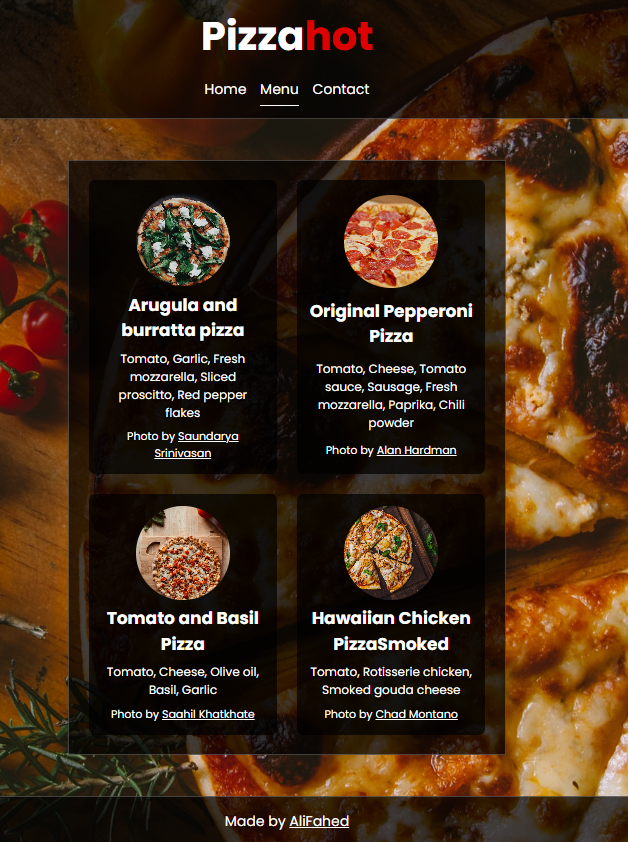 Pizzahot
Home Menu Contact
Arugula and
burratta pizza
Tomato, Garlic, Fresh
mozzarella, Sliced
proscitto, Red pepper
flakes
Photo by Saundarya
Srinivasan
Original Pepperoni
Pizza
Tomato, Cheese, Tomato
sauce, Sausage, Fresh
mozzarella, Paprika, Chili
powder
Photo by Alan Hardman
Tomato and Basil
Pizza
Tomato, Cheese, Olive oil,
Basil, Garlic
Photo by Saahil Khatkhate
Hawaiian Chicken
PizzaSmoked
Tomato, Rotisserie chicken,
Smoked gouda cheese
Photo by Chad Montano
Made by AliFahed